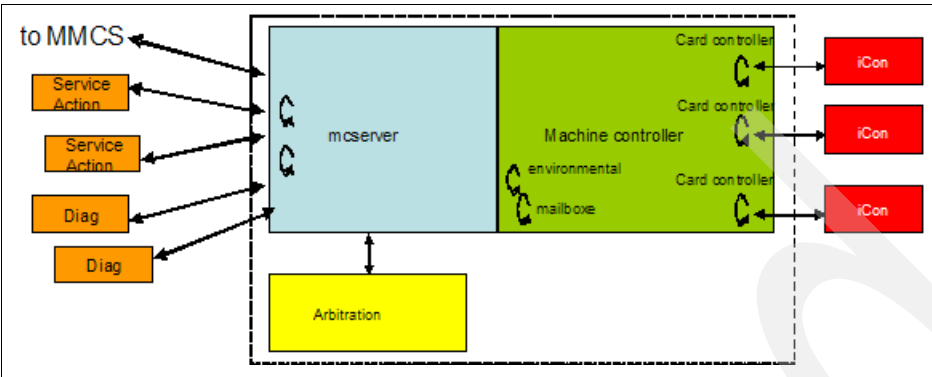 to MMCS
Service
Action
Service
Action
Diag
Diag
mcserver
Machine controller
Card controller
Card controller
Card controller
environmental
mailboxe
iCon
iCon
iCon
Arbitration